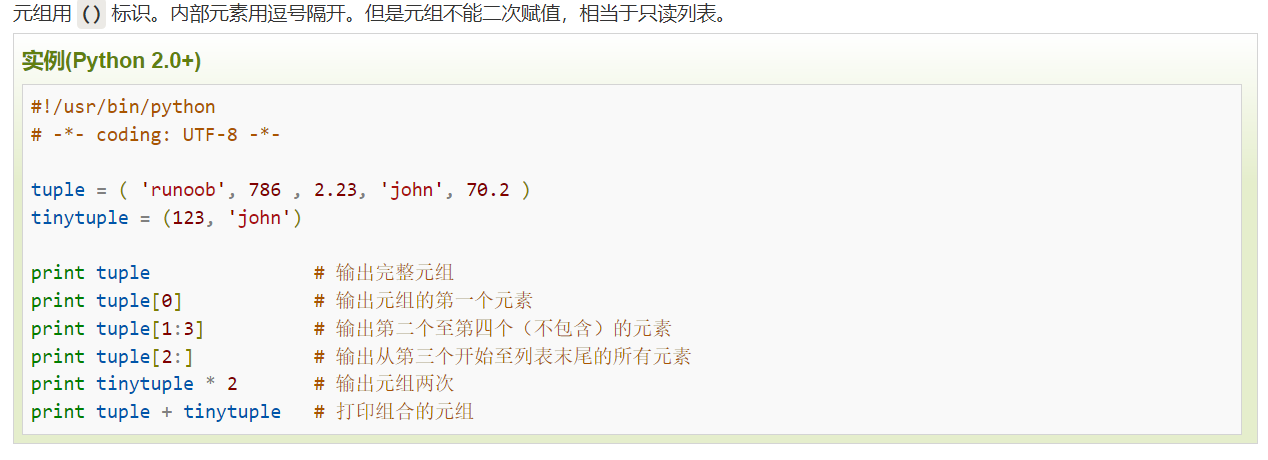 元组用 () 标识。内部元素用逗号隔开。但是元组不能二次赋值，相当于只读列表。
实例(Python 2.0+)
#!/usr/bin/python
# -*- coding: UTF-8 -*-
tuple = ( 'runoob', 786 , 2.23, 'john', 70.2 )
tinytuple = (123, 'john')
print tuple               # 输出完整元组
print tuple[0]            # 输出元组的第一个元素
print tuple[1:3]          # 输出第二个至第四个（不包含）的元素
print tuple[2:]           # 输出从第三个开始至列表末尾的所有元素
print tinytuple * 2       # 输出元组两次
print tuple + tinytuple   # 打印组合的元组